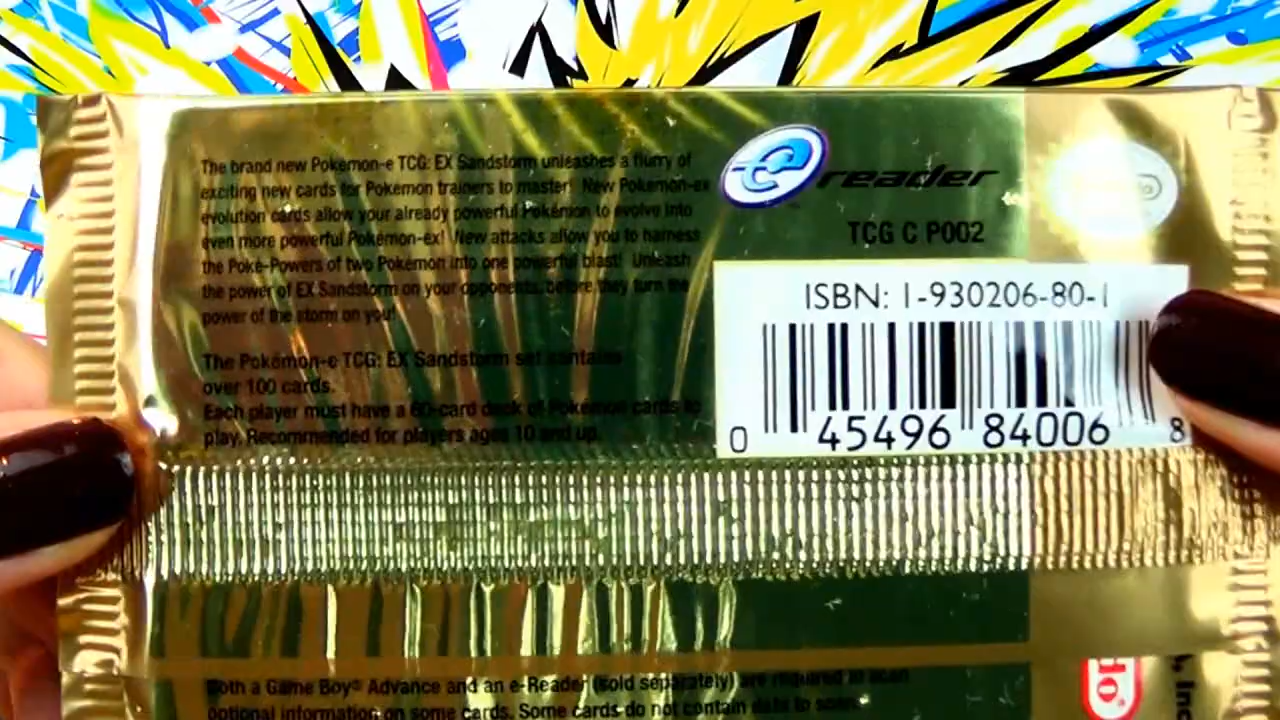 The brand new Pokémon-e TCG: EX Sandstorm unleashes a flurry of
exciting new cards for Pokémon trainers to master! New Pokémon-ex
evolution cards allow your already powerful Pokémon to evolve into
even more powerful Pokémon-ex! New attacks allow you to harness
the Poké-Powers of two Pokémon into one powerful blast! Unleash
the power of EX Sandstorm on your opponents, before they turn the
power of the storm on you!
The Pokémon-e TCG: EX Sandstorm set contains
over 100 cards.
Each player must have a 60-card deck of Pokémon cards to
play. Recommended for players ages 10 and up.
e reader
TCG C P002
ISBN: 1-930206-80-1
0 45496 84006 8
Both a Game Boy® Advance and an e-Reader (sold separately) are required to scan
optional information on some cards. Some cards do not contain data to scan.
do®
, Inc